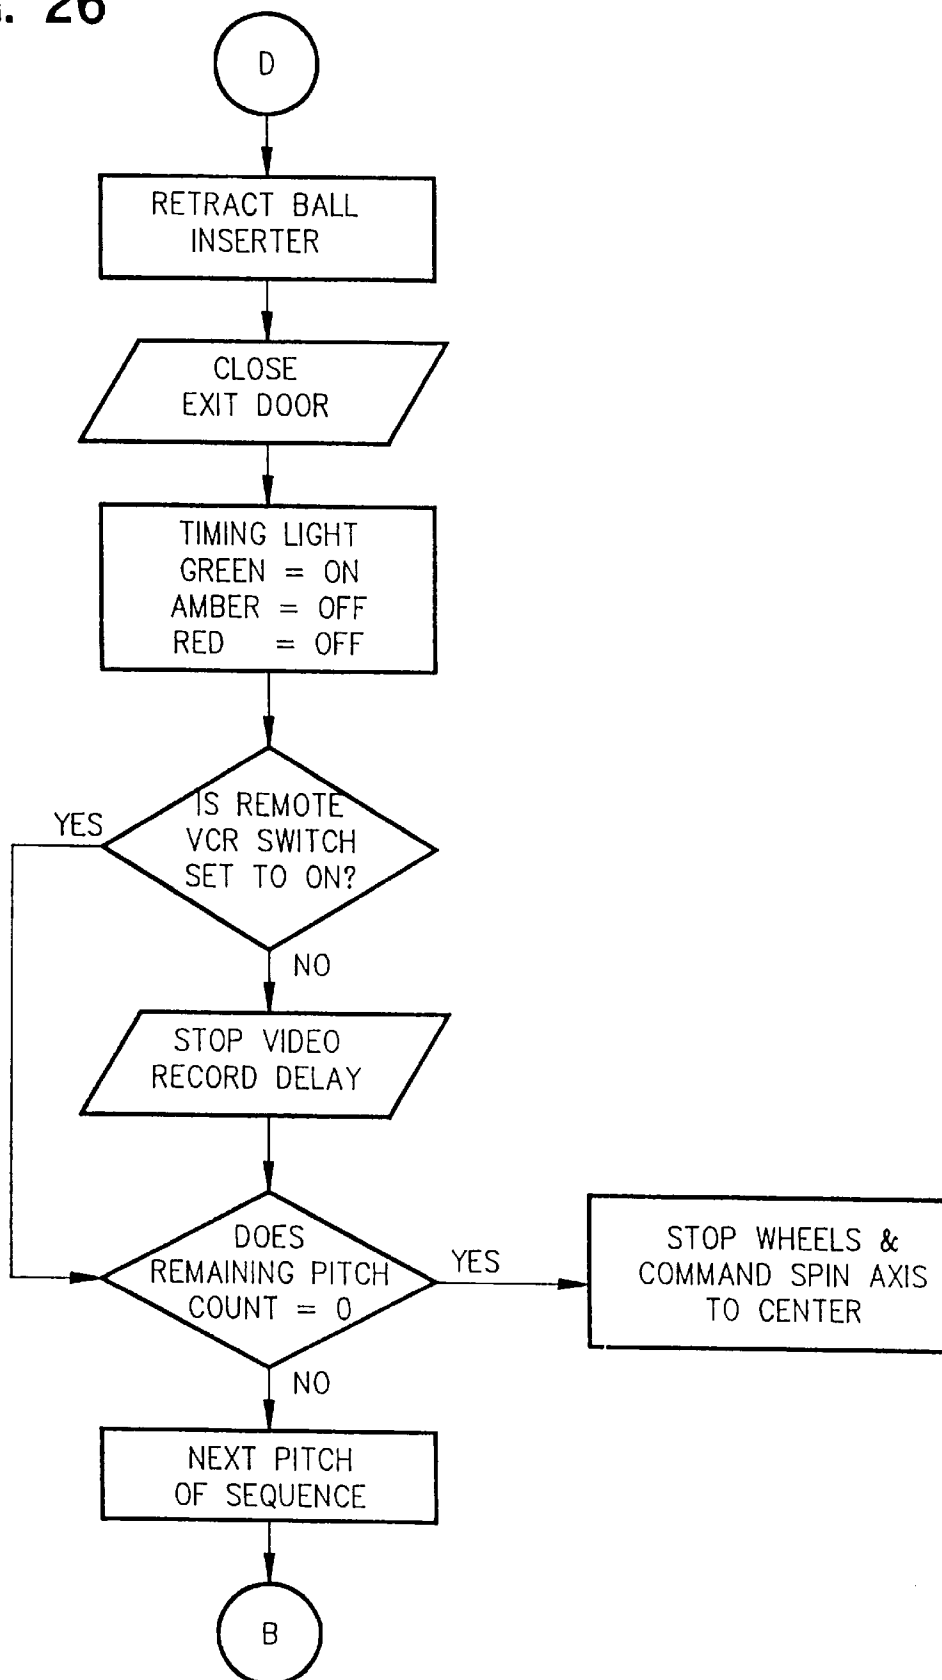 . 26
D
RETRACT BALL
INSERTER
CLOSE
EXIT DOOR
TIMING LIGHT
GREEN = ON
AMBER = OFF
RED = OFF
IS REMOTE
VCR SWITCH
SET TO ON?
YES
NO
STOP VIDEO
RECORD DELAY
DOES
REMAINING PITCH
COUNT = 0
YES
STOP WHEELS &
COMMAND SPIN AXIS
TO CENTER
NO
NEXT PITCH
OF SEQUENCE
B